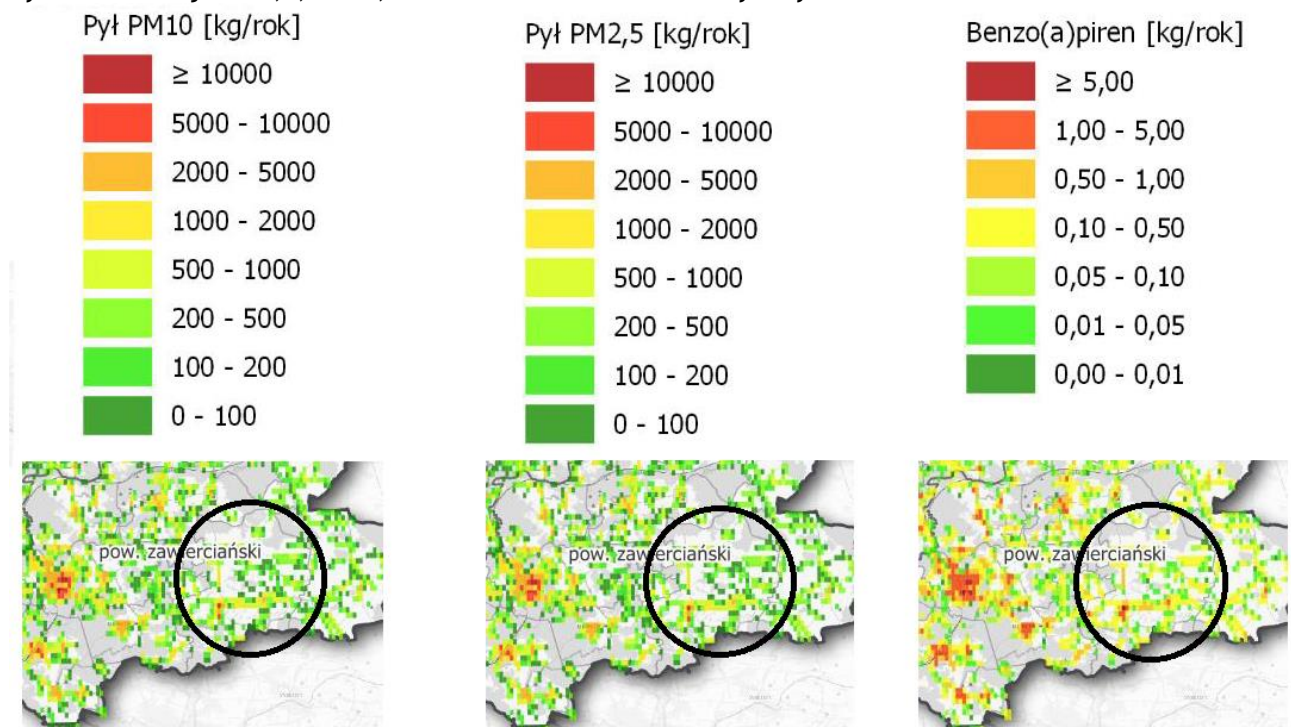 Pył PM10 [kg/rok]
≥ 10000
5000 - 10000
2000 - 5000
1000 - 2000
500 - 1000
200 - 500
100 - 200
0 - 100
Pył PM2,5 [kg/rok]
≥ 10000
5000 - 10000
2000 - 5000
1000 - 2000
500 - 1000
200 - 500
100 - 200
0 - 100
Benzo(a)piren [kg/rok]
≥ 5,00
1,00 - 5,00
0,50 - 1,00
0,10 - 0,50
0,05 - 0,10
0,01 - 0,05
0,00 - 0,01
pow. zawierciański
pow. zawierciański
pow. zawierciański